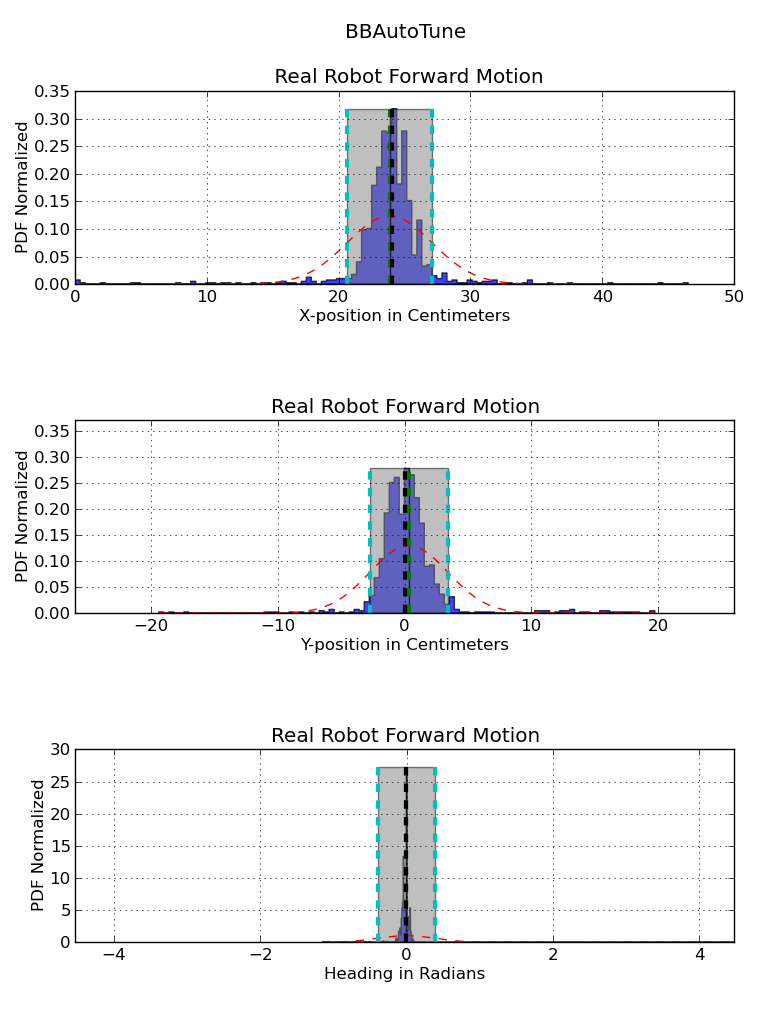 BBAutoTune
Real Robot Forward Motion
0.35
0.30
0.25
0.20
0.15
0.10
0.05
0.00
PDF Normalized
0 10 20 30 40 50
X-position in Centimeters
Real Robot Forward Motion
0.35
0.30
0.25
0.20
0.15
0.10
0.05
0.00
PDF Normalized
−20 −10 0 10 20
Y-position in Centimeters
Real Robot Forward Motion
30
25
20
15
10
5
0
PDF Normalized
−4 −2 0 2 4
Heading in Radians